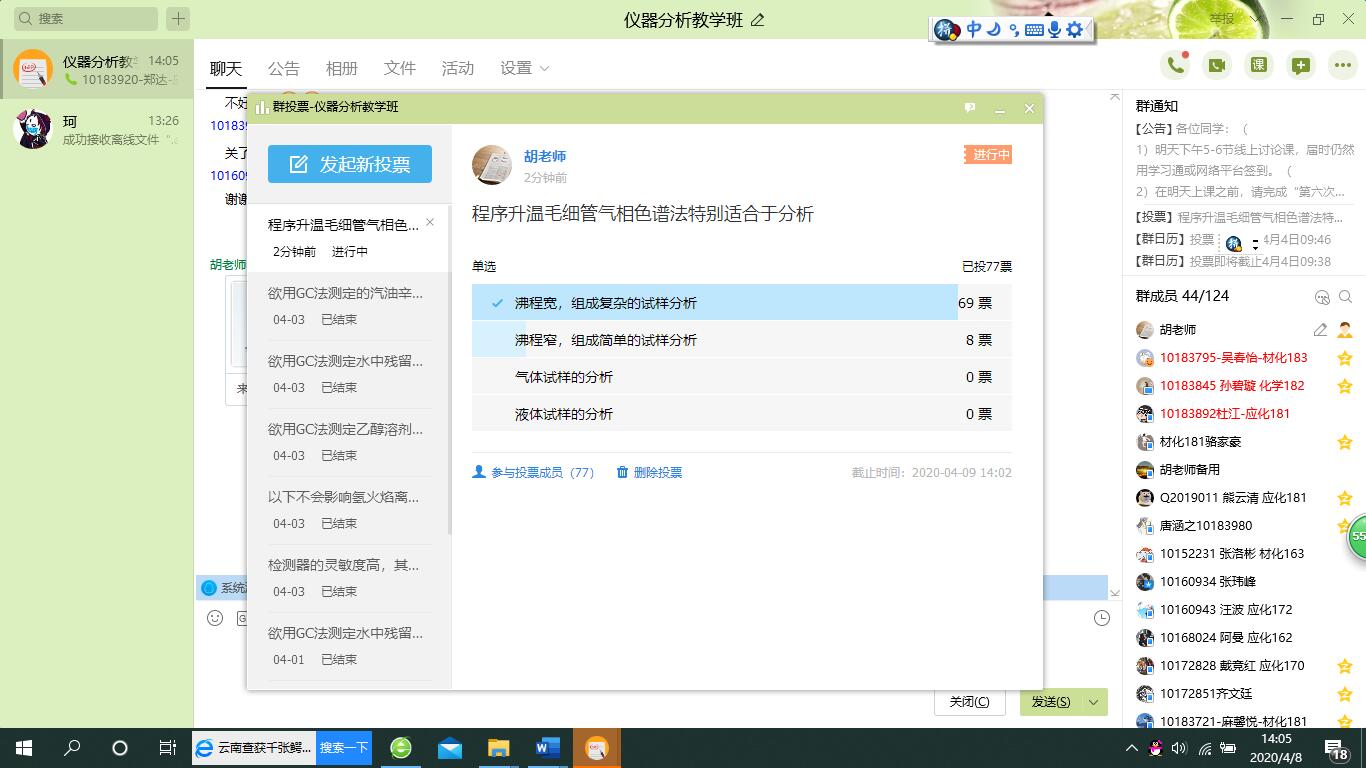 搜索
仪器分析教学班
举报
中
仪器分析教
14:05
10183920-郑达-
珂
13:26
成功接收离线文件 “.
聊天
公告
相册
文件
活动
设置
课
不好
10183
关了
10160
谢谢
胡老师
来
系统
群投票-仪器分析教学班
发起新投票
程序升温毛细管气相色...
2分钟前 进行中
欲用GC法测定的汽油辛...
04-03 已结束
欲用GC法测定水中残留...
04-03 已结束
欲用GC法测定乙醇溶剂...
04-03 已结束
以下不会影响氢火焰离...
04-03 已结束
检测器的灵敏度高，其...
04-03 已结束
欲用GC法测定水中残留...
04-01 已结束
胡老师
2分钟前
进行中
程序升温毛细管气相色谱法特别适合于分析
单选
已投77票
沸程宽，组成复杂的试样分析 69 票
沸程窄，组成简单的试样分析 8 票
气体试样的分析 0 票
液体试样的分析 0 票
参与投票成员（77） 删除投票
截止时间：2020-04-09 14:02
关闭(C)
发送(S)
群通知
【公告】各位同学：（
1）明天下午5-6节线上讨论课，届时仍然
用学习通或网络平台签到。（
2）在明天上课之前，请完成“第六次...
【投票】程序升温毛细管气相色谱法特...
【群日历】投票 4月4日09:46
【群日历】投票即将截止4月4日09:38
群成员 44/124
胡老师
10183795-吴春怡-材化183
10183845 孙碧璇 化学182
10183892杜江-应化181
材化181骆家豪
胡老师备用
Q2019011 熊云清 应化181
唐涵之10183980
10152231 张洛彬 材化163
10160934 张玮峰
10160943 汪波 应化172
10168024 阿曼 应化162
10172828 戴竞红 应化170
10172851齐文廷
10183721-麻馨悦-材化181
55
云南查获千张解...
搜索一下
14:05
2020/4/8
18